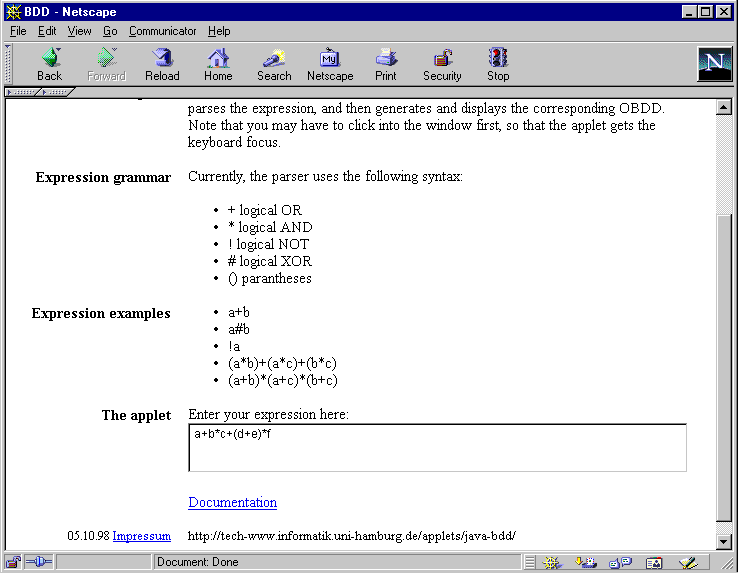 BDD - Netscape
File Edit View Go Communicator Help
Back Forward Reload Home Search Netscape Print Security Stop
My
N
parses the expression, and then generates and displays the corresponding OBDD.
Note that you may have to click into the window first, so that the applet gets the
keyboard focus.
Expression grammar Currently, the parser uses the following syntax:
• + logical OR
• * logical AND
• ! logical NOT
• # logical XOR
• () parantheses
Expression examples • a+b
• a#b
• !a
• (a*b)+(a*c)+(b*c)
• (a+b)*(a+c)*(b+c)
The applet Enter your expression here:
a+b*c+(d+e)*f
Documentation
05.10.98 Impressum http://tech-www.informatik.uni-hamburg.de/applets/java-bdd/
Document: Done